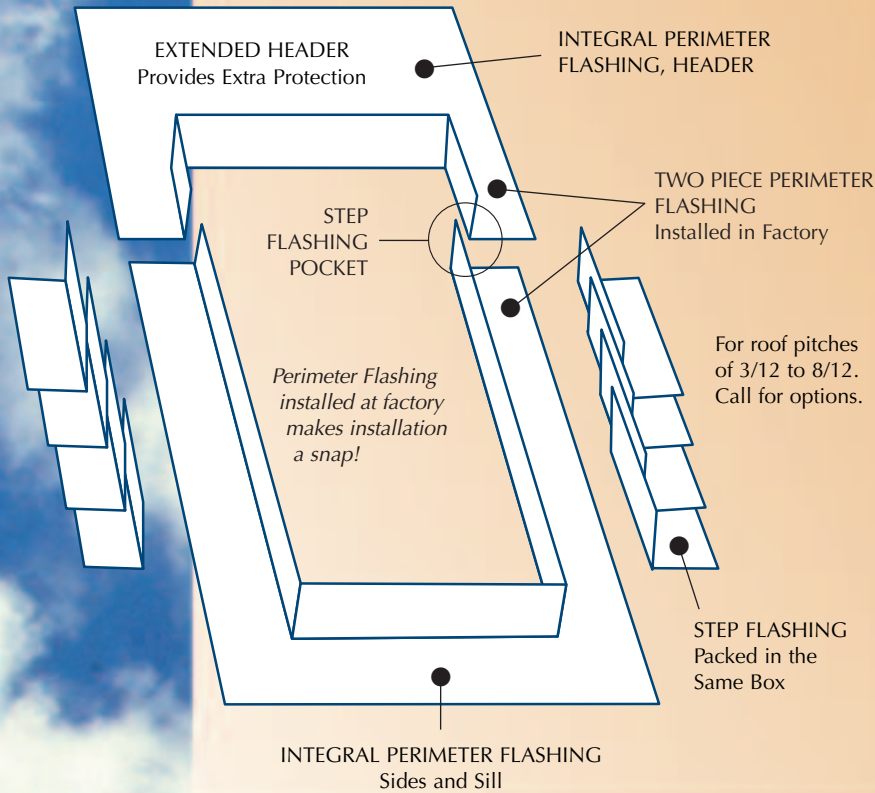 EXTENDED HEADER
Provides Extra Protection
INTEGRAL PERIMETER
FLASHING, HEADER
TWO PIECE PERIMETER
FLASHING
Installed in Factory
STEP
FLASHING
POCKET
For roof pitches
of 3/12 to 8/12.
Call for options.
Perimeter Flashing
installed at factory
makes installation
a snap!
STEP FLASHING
Packed in the
Same Box
INTEGRAL PERIMETER FLASHING
Sides and Sill